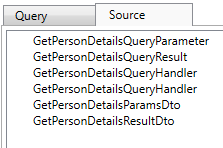 Query Source
GetPersonDetailsQueryParameter
GetPersonDetailsQueryResult
GetPersonDetailsQueryHandler
GetPersonDetailsQueryHandler
GetPersonDetailsParamsDto
GetPersonDetailsResultDto